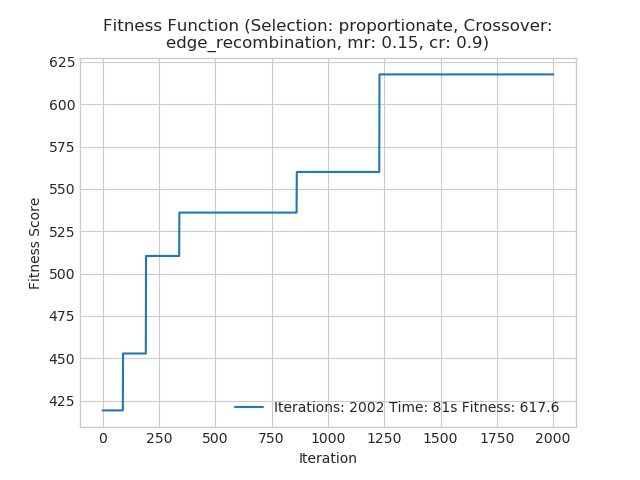 Fitness Function (Selection: proportionate, Crossover:
edge_recombination, mr: 0.15, cr: 0.9)
625
600
575
550
525
500
475
450
425
Fitness Score
Iterations: 2002 Time: 81s Fitness: 617.6
0 250 500 750 1000 1250 1500 1750 2000
Iteration